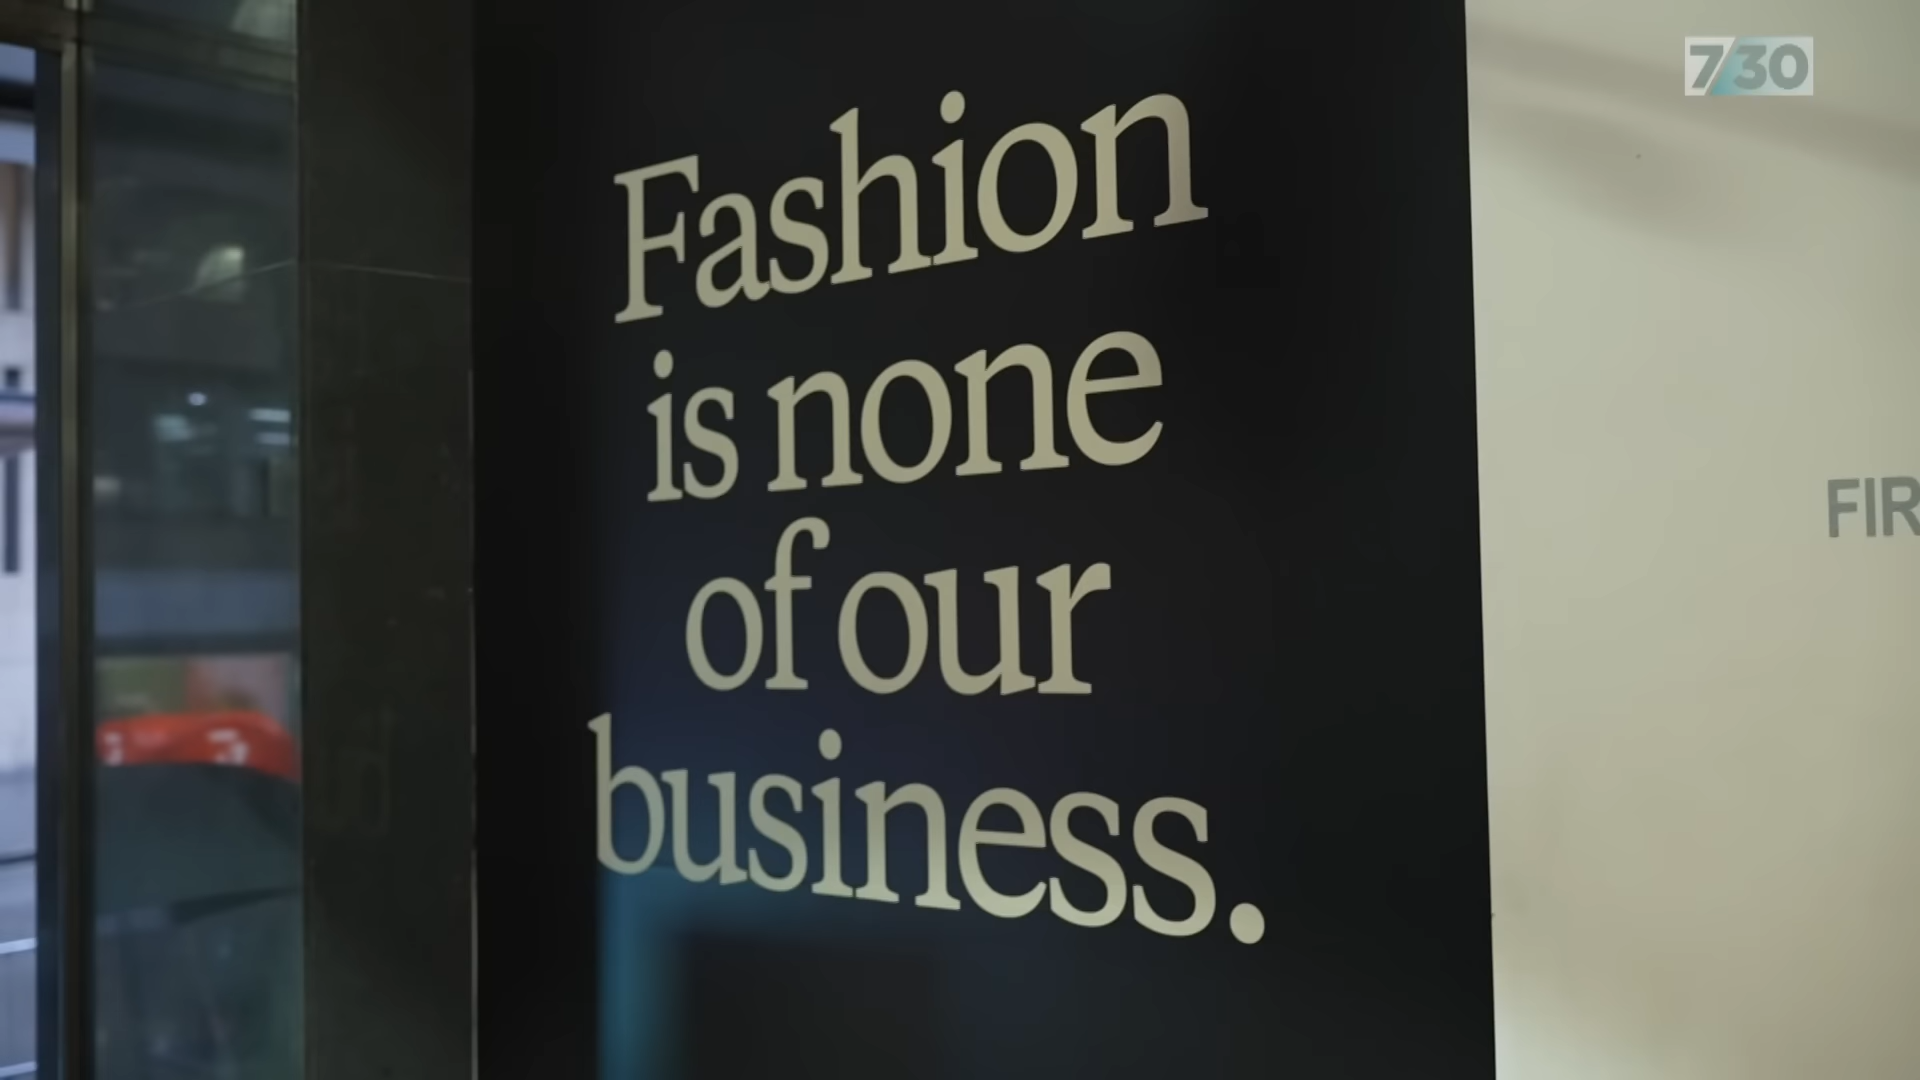 7/30
Fashion
is none
of our
business.
FIR